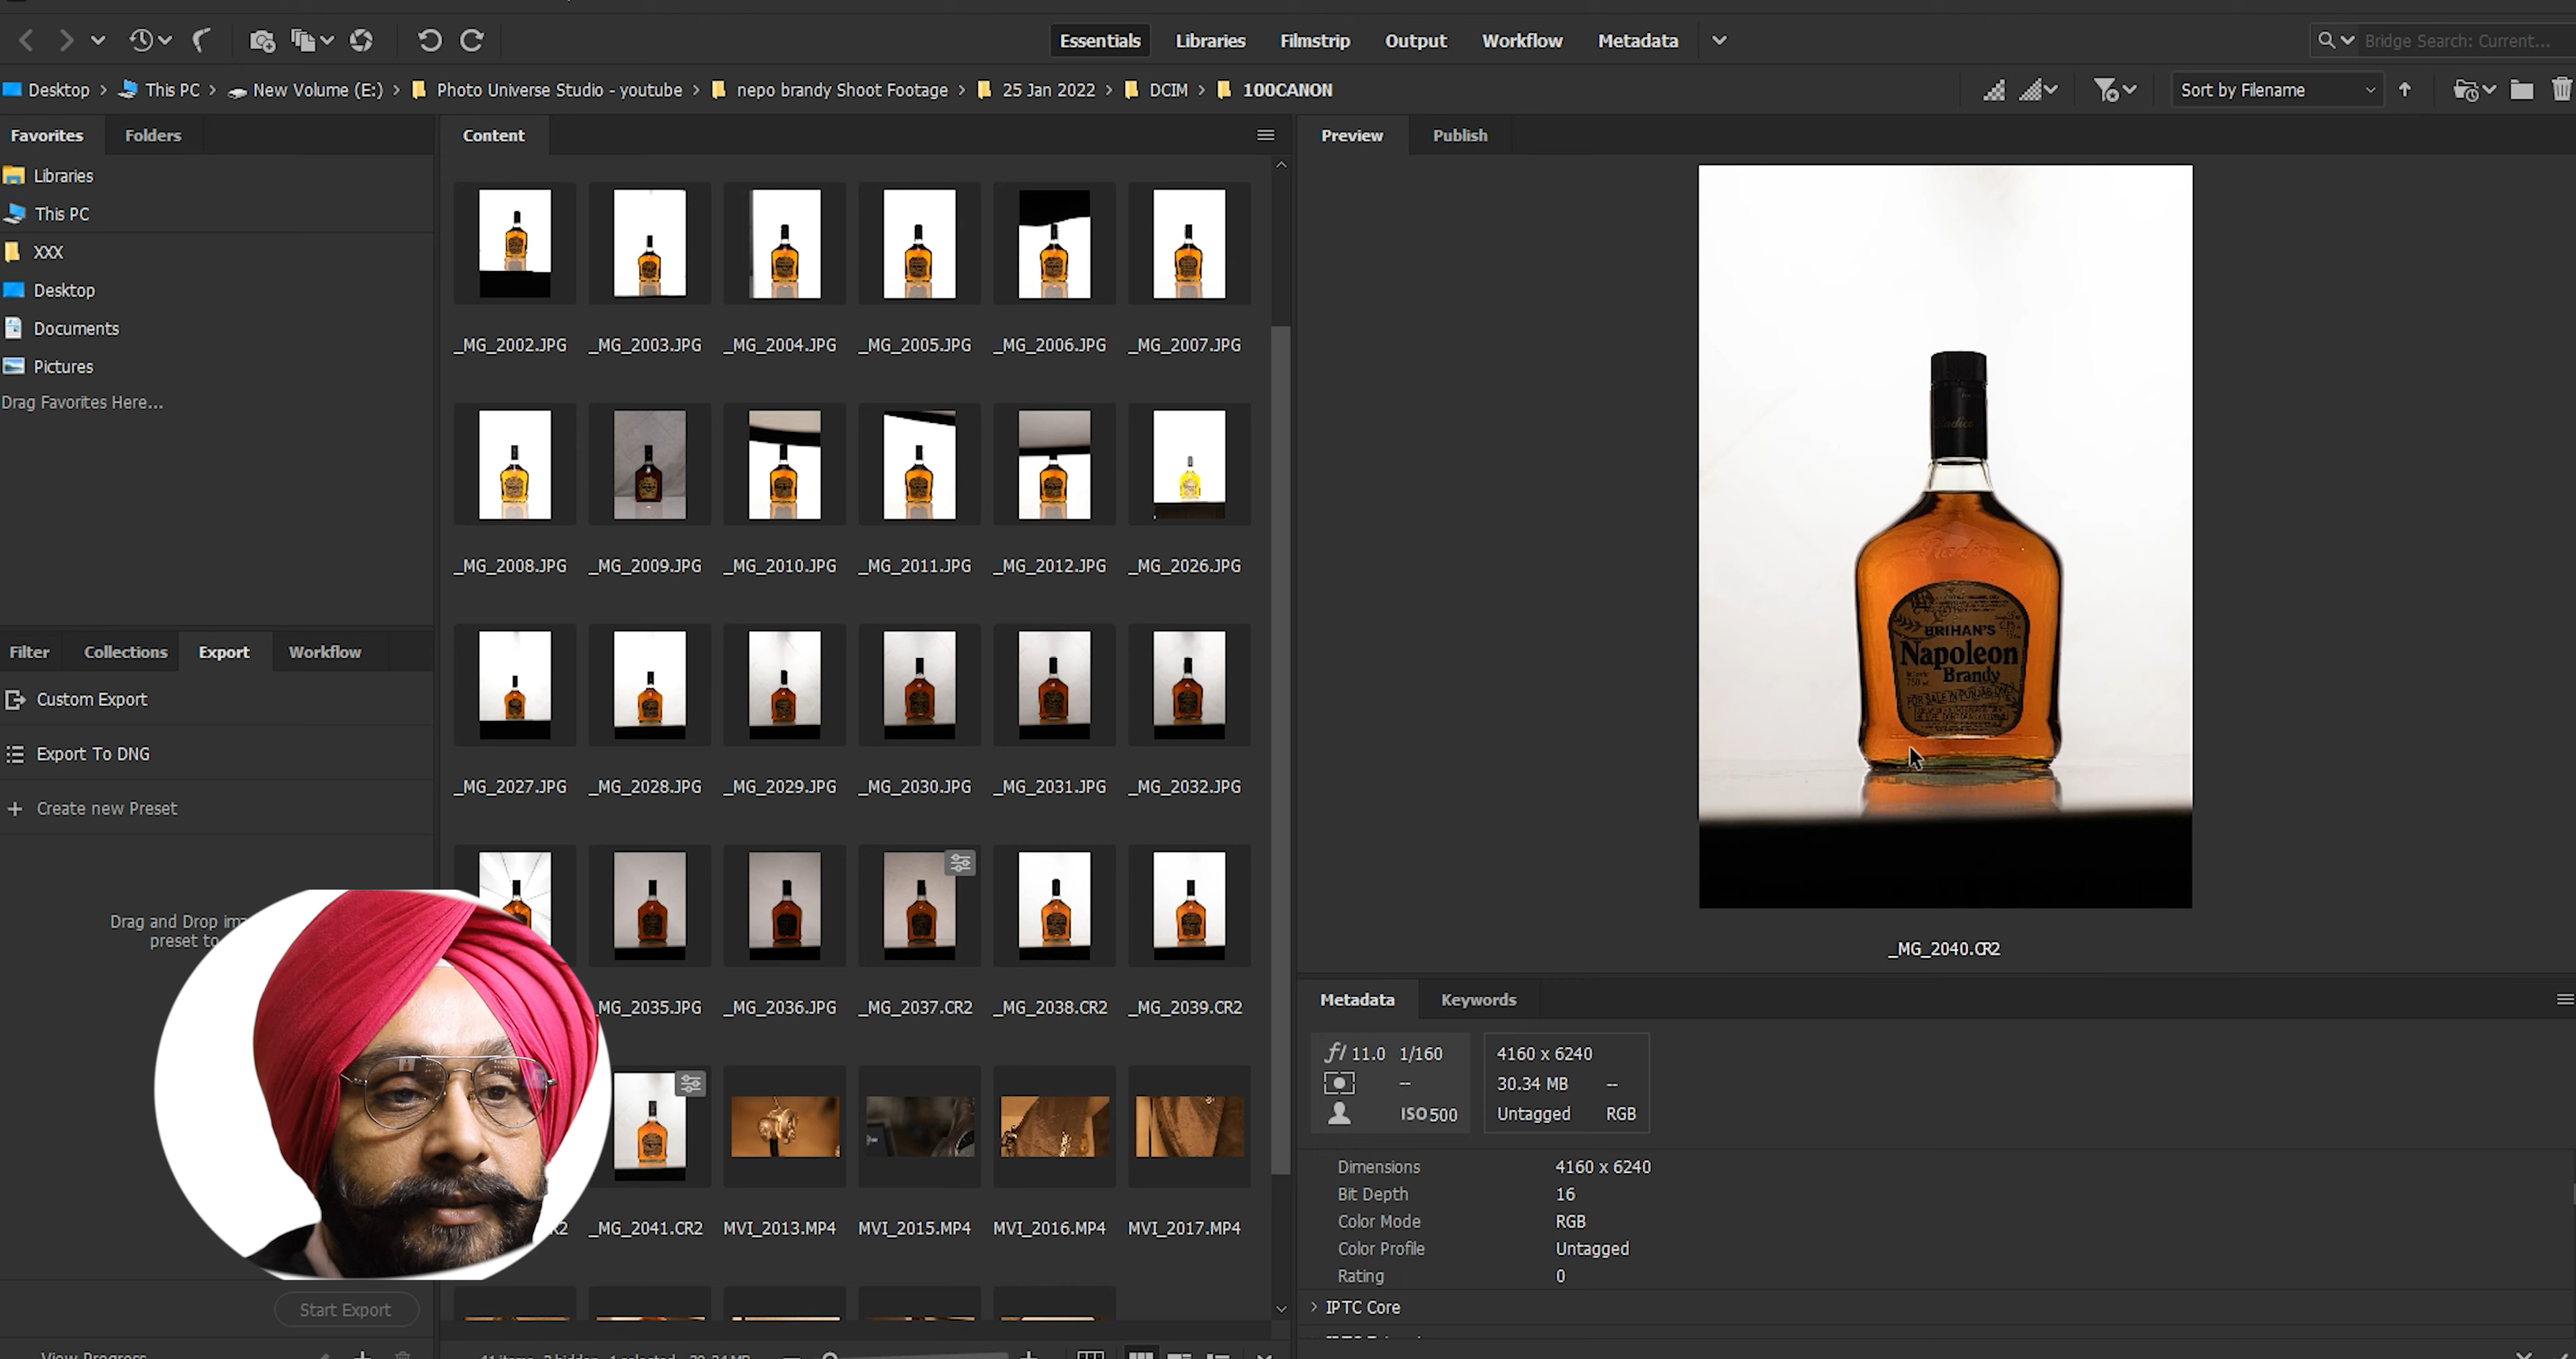 Essentials
Libraries
Filmstrip
Output
Workflow
Metadata
Bridge Search: Current...
Desktop
This PC
New Volume (E:)
Photo Universe Studio - youtube
nepo brandy Shoot Footage
25 Jan 2022
DCIM
100CANON
Sort by Filename
Favorites
Folders
Libraries
This PC
XXX
Desktop
Documents
Pictures
Drag Favorites Here...
Filter
Collections
Export
Workflow
Custom Export
Export To DNG
Create new Preset
Drag and Drop
preset to
Start Export
View Progress
Content
_MG_2002.JPG
_MG_2003.JPG
_MG_2004.JPG
_MG_2005.JPG
_MG_2006.JPG
_MG_2007.JPG
_MG_2008.JPG
_MG_2009.JPG
_MG_2010.JPG
_MG_2011.JPG
_MG_2012.JPG
_MG_2026.JPG
_MG_2027.JPG
_MG_2028.JPG
_MG_2029.JPG
_MG_2030.JPG
_MG_2031.JPG
_MG_2032.JPG
_MG_2035.JPG
_MG_2036.JPG
_MG_2037.CR2
_MG_2038.CR2
_MG_2039.CR2
_MG_2041.CR2
MVI_2013.MP4
MVI_2015.MP4
MVI_2016.MP4
MVI_2017.MP4
Preview
Publish
BRIHAN'S
Napoleon
Brandy
FOR SALE IN PUNJAB ONLY
_MG_2040.CR2
Metadata
Keywords
f/ 11.0 1/160
--
ISO 500
4160 x 6240
30.34 MB --
Untagged RGB
Dimensions 4160 x 6240
Bit Depth 16
Color Mode RGB
Color Profile Untagged
Rating 0
IPTC Core